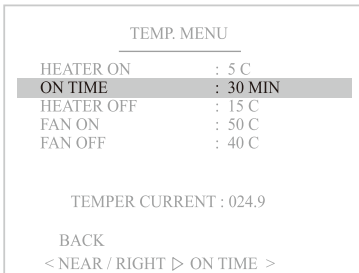 TEMP. MENU
HEATER ON : 5 C
ON TIME : 30 MIN
HEATER OFF : 15 C
FAN ON : 50 C
FAN OFF : 40 C
TEMPER CURRENT : 024.9
BACK
< NEAR / RIGHT ▷ ON TIME >